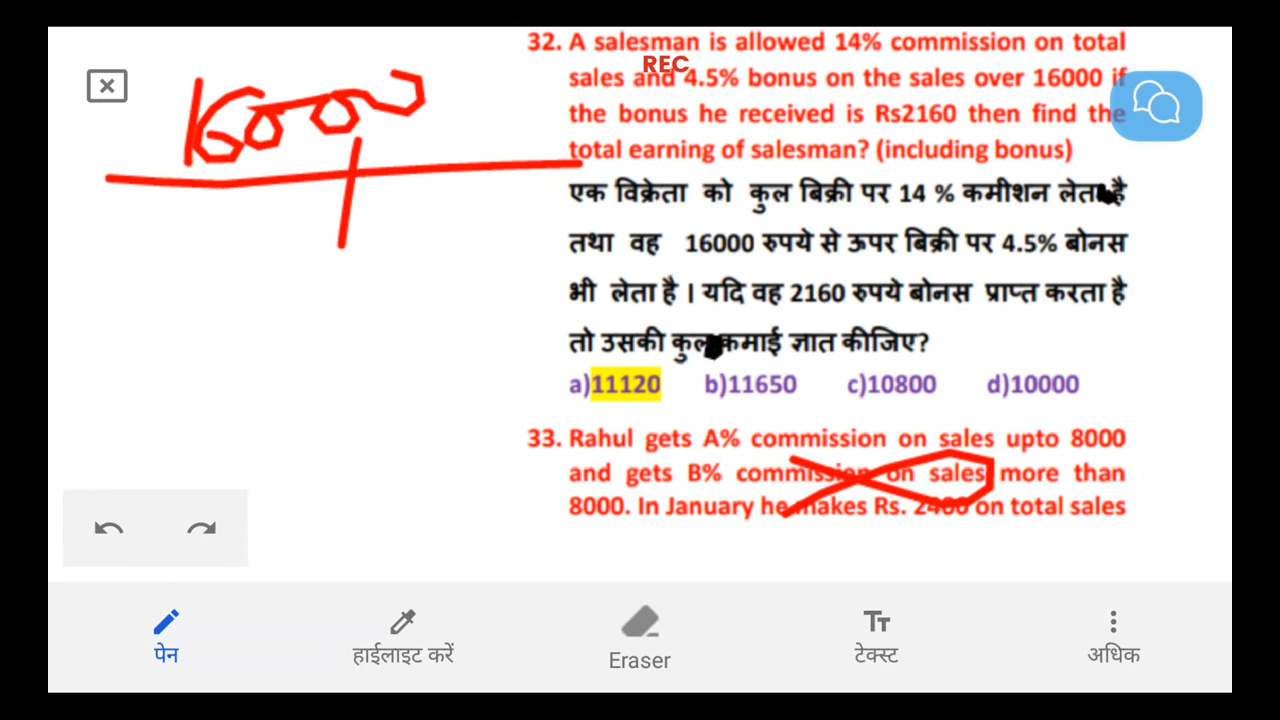 16000
REC
32. A salesman is allowed 14% commission on total
sales and 4.5% bonus on the sales over 16000 if
the bonus he received is Rs2160 then find the
total earning of salesman? (including bonus)
एक विक्रेता को कुल बिक्री पर 14 % कमीशन लेता है
तथा वह 16000 रुपये से ऊपर बिक्री पर 4.5% बोनस
भी लेता है । यदि वह 2160 रुपये बोनस प्राप्त करता है
तो उसकी कुल कमाई ज्ञात कीजिए?
a)11120 b)11650 c)10800 d)10000
33. Rahul gets A% commission on sales upto 8000
and gets B% commission on sales more than
8000. In January he makes Rs. 2400 on total sales
पेन
हाईलाइट करें
Eraser
Tт
टेक्स्ट
अधिक